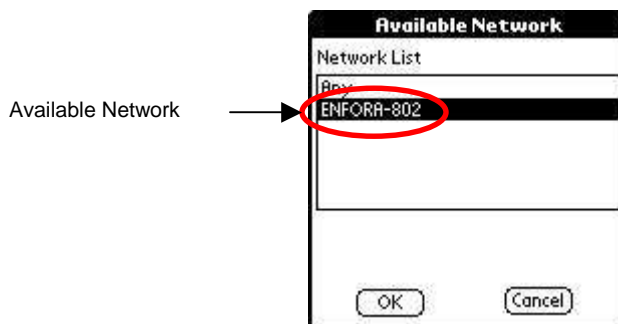 Available Network
Network List
Any
ENFORA-802
Available Network
OK
Cancel